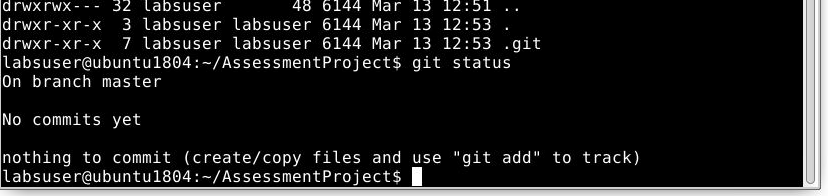 drwxrwx--- 32 labsuser       48 6144 Mar 13 12:51 ..
drwxr-xr-x  3 labsuser labsuser 6144 Mar 13 12:53 .
drwxr-xr-x  7 labsuser labsuser 6144 Mar 13 12:53 .git
labsuser@ubuntu1804:~/AssessmentProject$ git status
On branch master
No commits yet
nothing to commit (create/copy files and use "git add" to track)
labsuser@ubuntu1804:~/AssessmentProject$